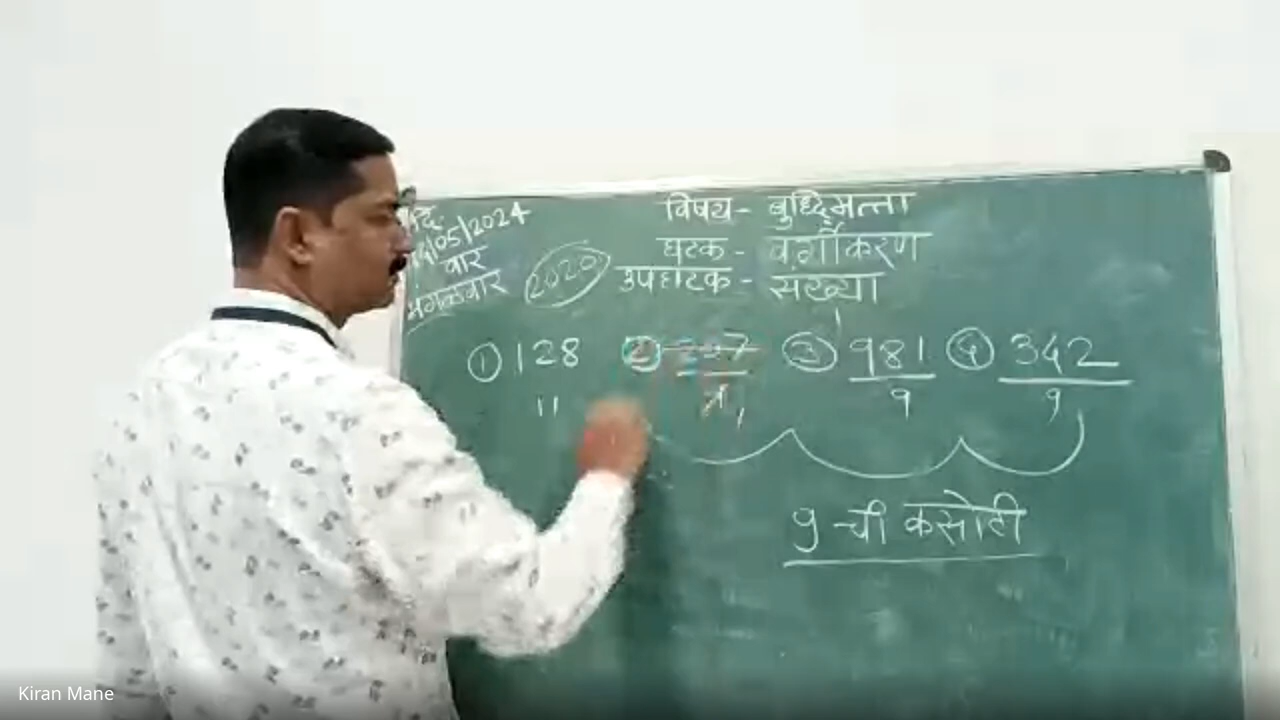 05/2024
वार
मंगळवार
2020
विषय - बुध्दिमत्ता
घटक - वर्गीकरण
उपघटक - संख्या
① 128 ② 7 ③ 981 ④ 342
11 9 9
9 - ची कसोटी
Kiran Mane